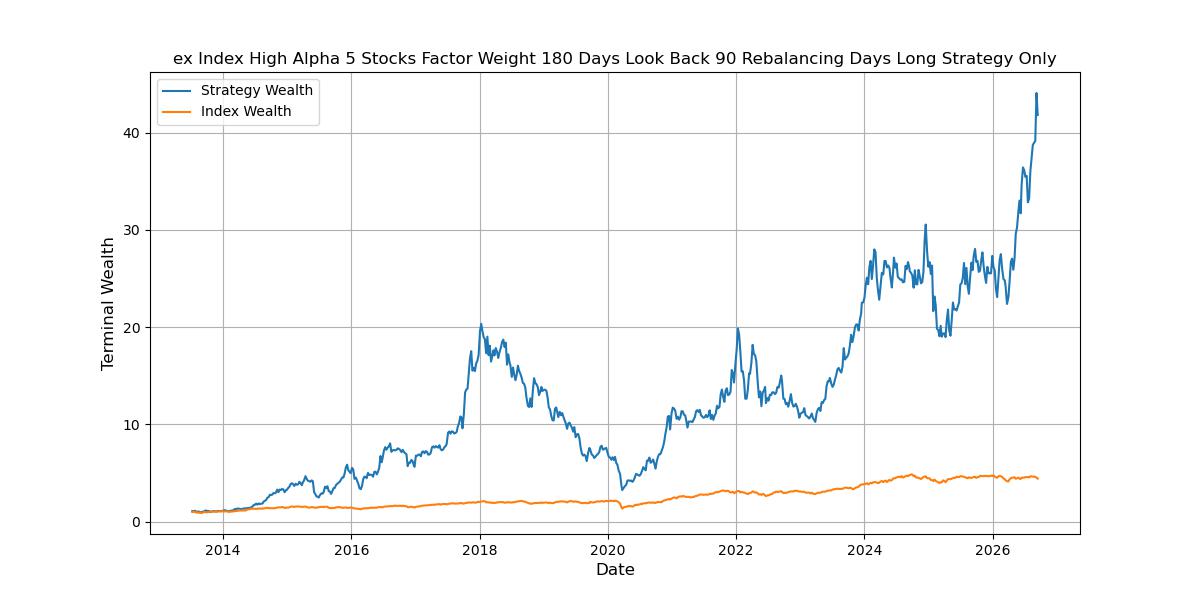 ex Index High Alpha 5 Stocks Factor Weight 180 Days Look Back 90 Rebalancing Days Long Strategy Only
Strategy Wealth
Index Wealth
Terminal Wealth
40
30
20
10
0
2014 2016 2018 2020 2022 2024 2026
Date